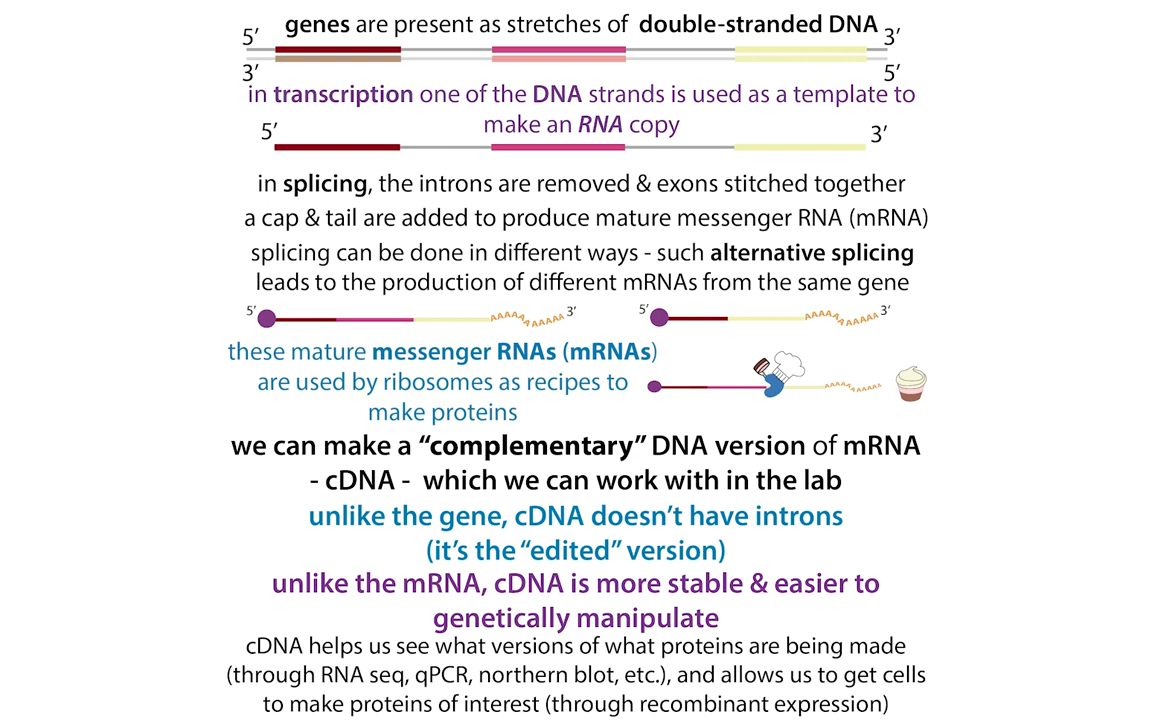 genes are present as stretches of double-stranded DNA
5’ 3’
3’ 5’
in transcription one of the DNA strands is used as a template to
make an RNA copy
5’ 3’
in splicing, the introns are removed & exons stitched together
a cap & tail are added to produce mature messenger RNA (mRNA)
splicing can be done in different ways - such alternative splicing
leads to the production of different mRNAs from the same gene
5’ AAAAAAAAAAAAA 3’ 5’ AAAAAAAAAAAAA 3’
these mature messenger RNAs (mRNAs)
are used by ribosomes as recipes to
make proteins
we can make a “complementary” DNA version of mRNA
- cDNA - which we can work with in the lab
unlike the gene, cDNA doesn’t have introns
(it’s the “edited” version)
unlike the mRNA, cDNA is more stable & easier to
genetically manipulate
cDNA helps us see what versions of what proteins are being made
(through RNA seq, qPCR, northern blot, etc.), and allows us to get cells
to make proteins of interest (through recombinant expression)